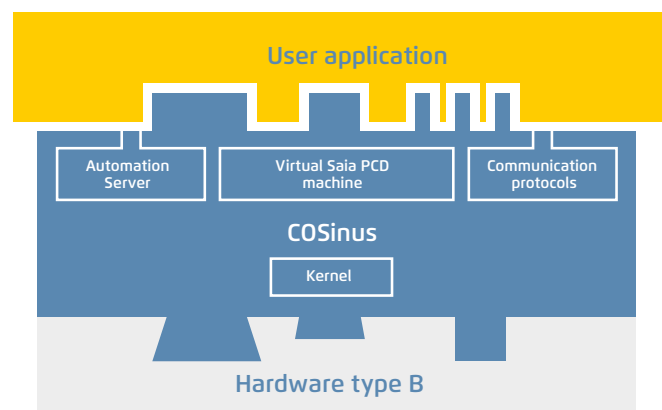 User application
Automation
Server
Virtual Saia PCD
machine
Communication
protocols
COSinus
Kernel
Hardware type B